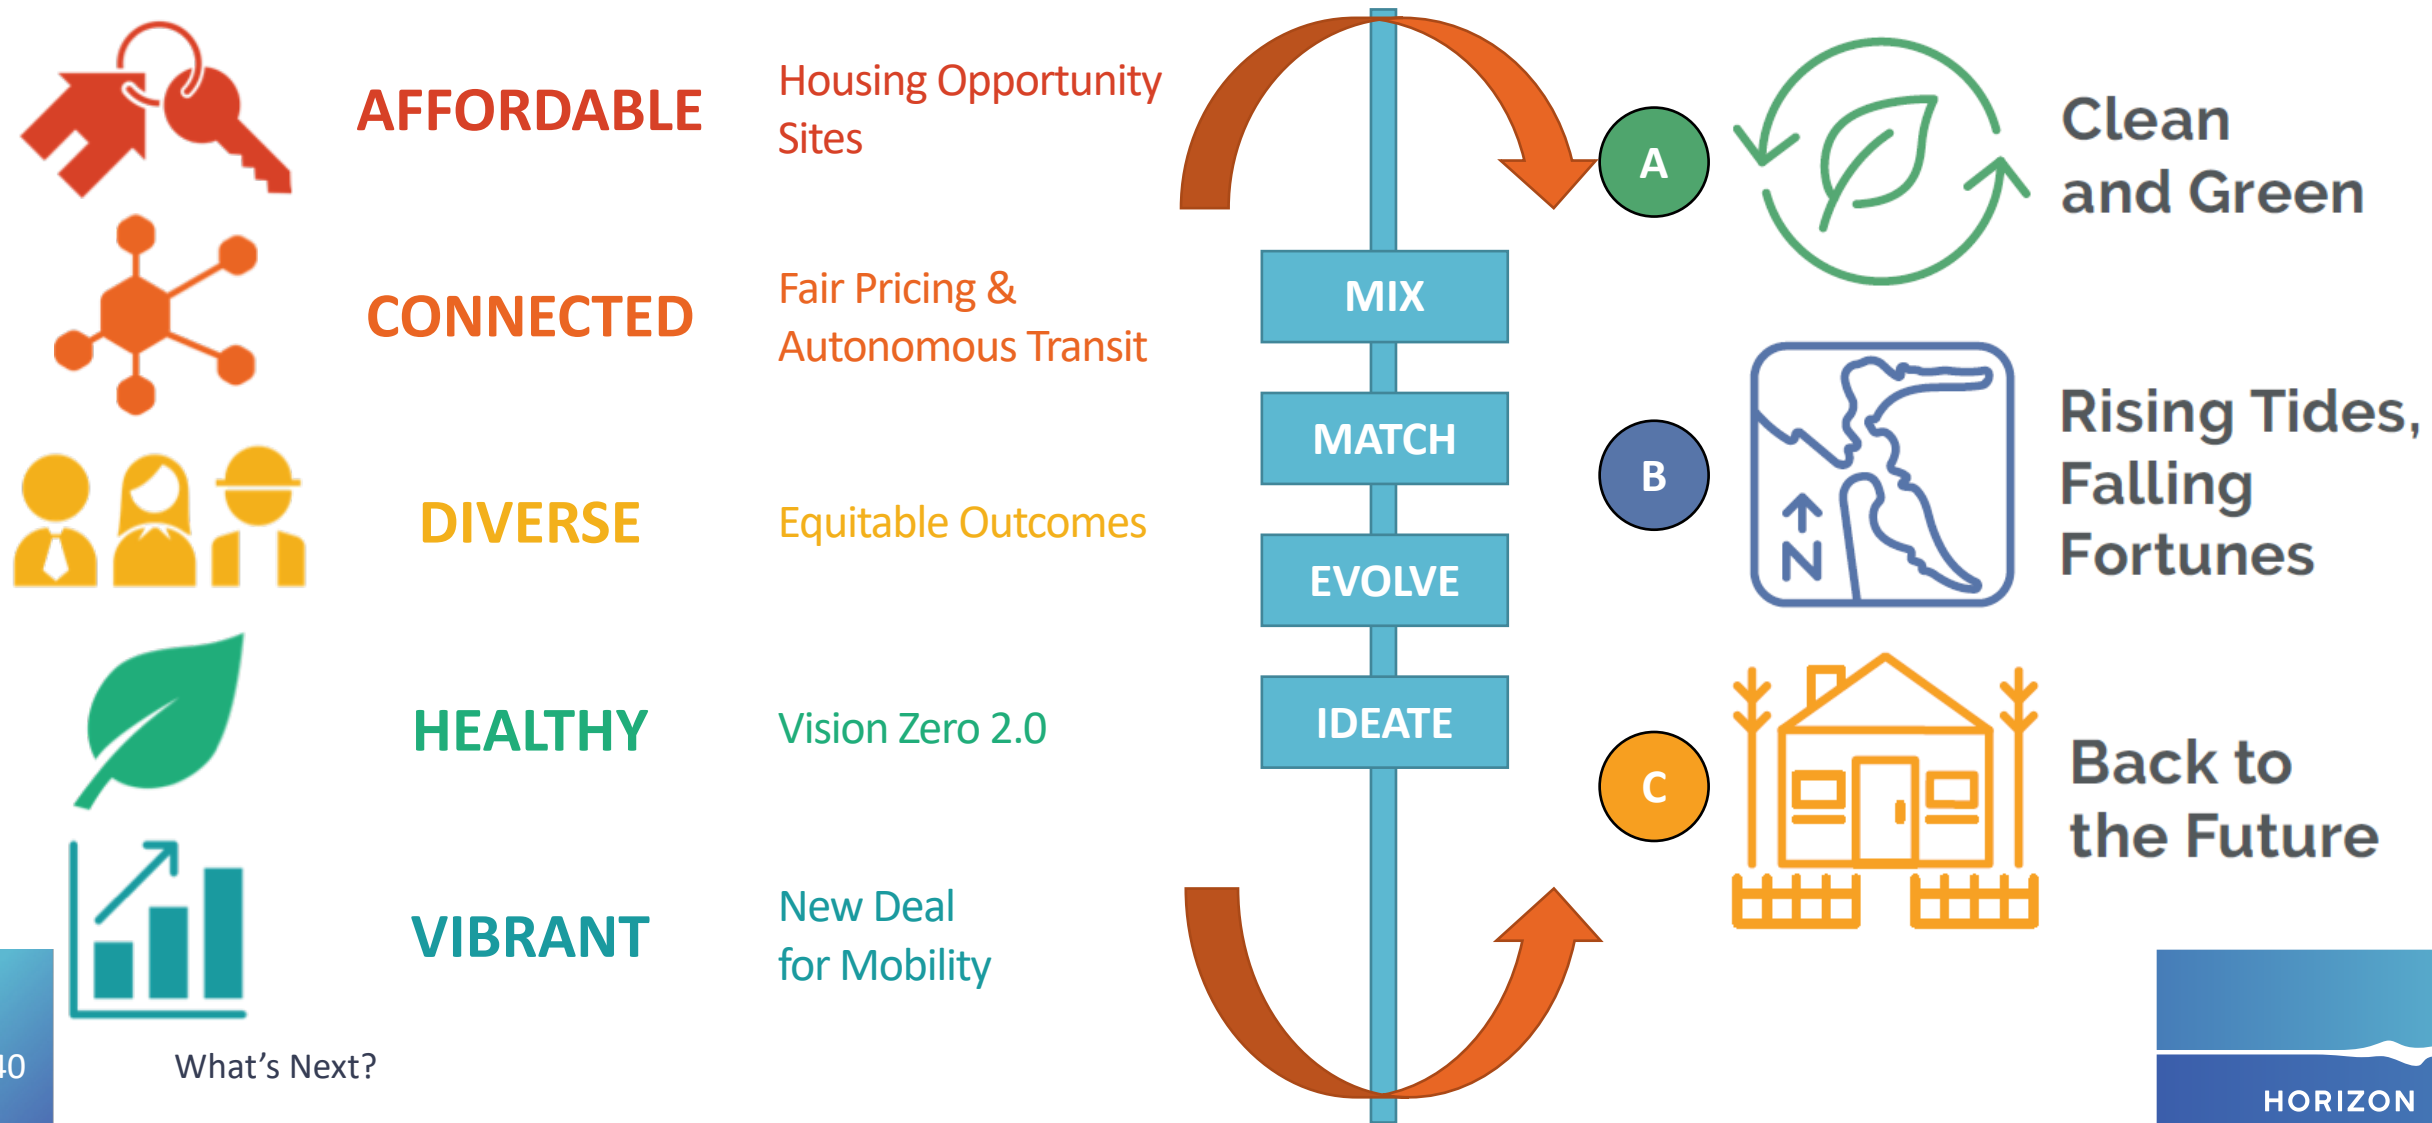 AFFORDABLE
Housing Opportunity
Sites
CONNECTED
Fair Pricing &
Autonomous Transit
DIVERSE
Equitable Outcomes
HEALTHY
Vision Zero 2.0
VIBRANT
New Deal
for Mobility
MIX
MATCH
EVOLVE
IDEATE
A
Clean
and Green
B
Rising Tides,
Falling
Fortunes
N
C
Back to
the Future
What’s Next?
HORIZON